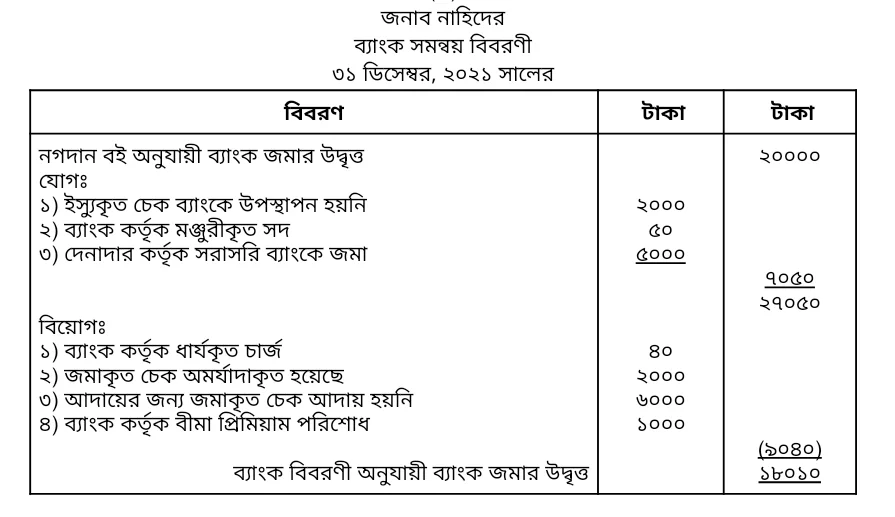 জনাব নাহিদের
ব্যাংক সমন্বয় বিবরণী
৩১ ডিসেম্বর, ২০২১ সালের
বিবরণ টাকা টাকা
নগদান বই অনুযায়ী ব্যাংক জমার উদ্বৃত্ত ২০০০০
যোগঃ
১) ইস্যুকৃত চেক ব্যাংকে উপস্থাপন হয়নি ২০০০
২) ব্যাংক কর্তৃক মঞ্জুরীকৃত সদ ৫০
৩) দেনাদার কর্তৃক সরাসরি ব্যাংকে জমা ৫০০০
৭০৫০
২৭০৫০
বিয়োগঃ
১) ব্যাংক কর্তৃক ধার্যকৃত চার্জ ৪০
২) জমাকৃত চেক অমর্যাদাকৃত হয়েছে ২০০০
৩) আদায়ের জন্য জমাকৃত চেক আদায় হয়নি ৬০০০
৪) ব্যাংক কর্তৃক বীমা প্রিমিয়াম পরিশোধ ১০০০
(৯০৪০)
ব্যাংক বিবরণী অনুযায়ী ব্যাংক জমার উদ্বৃত্ত ১৮০১০